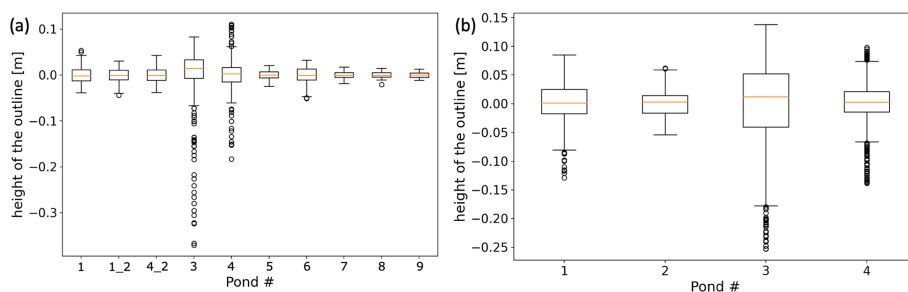 (a)
height of the outline [m]
0.1
0.0
−0.1
−0.2
−0.3
1 1_2 4_2 3 4 5 6 7 8 9
Pond #
(b)
height of the outline [m]
0.15
0.10
0.05
0.00
−0.05
−0.10
−0.15
−0.20
−0.25
1 2 3 4
Pond #